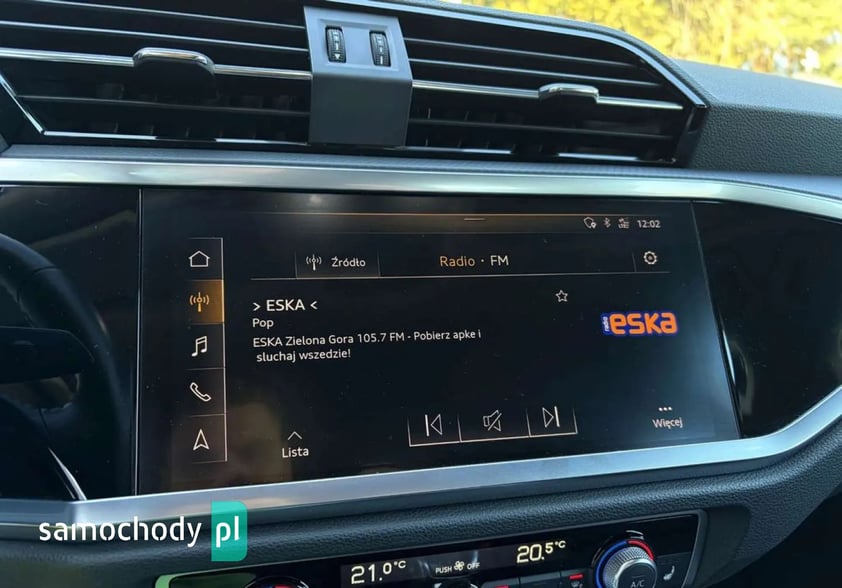 12:02
Źródło
Radio · FM
> ESKA <
Pop
ESKA Zielona Gora 105.7 FM - Pobierz apke i
sluchaj wszedzie!
radio eska
Lista
Więcej
samochody pl
21.0°C
PUSH OFF
20.5°C
A/C